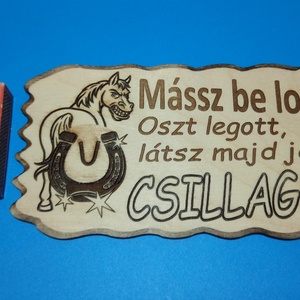 Mássz be lo
Oszt legott,
látsz majd j
CSILLAG